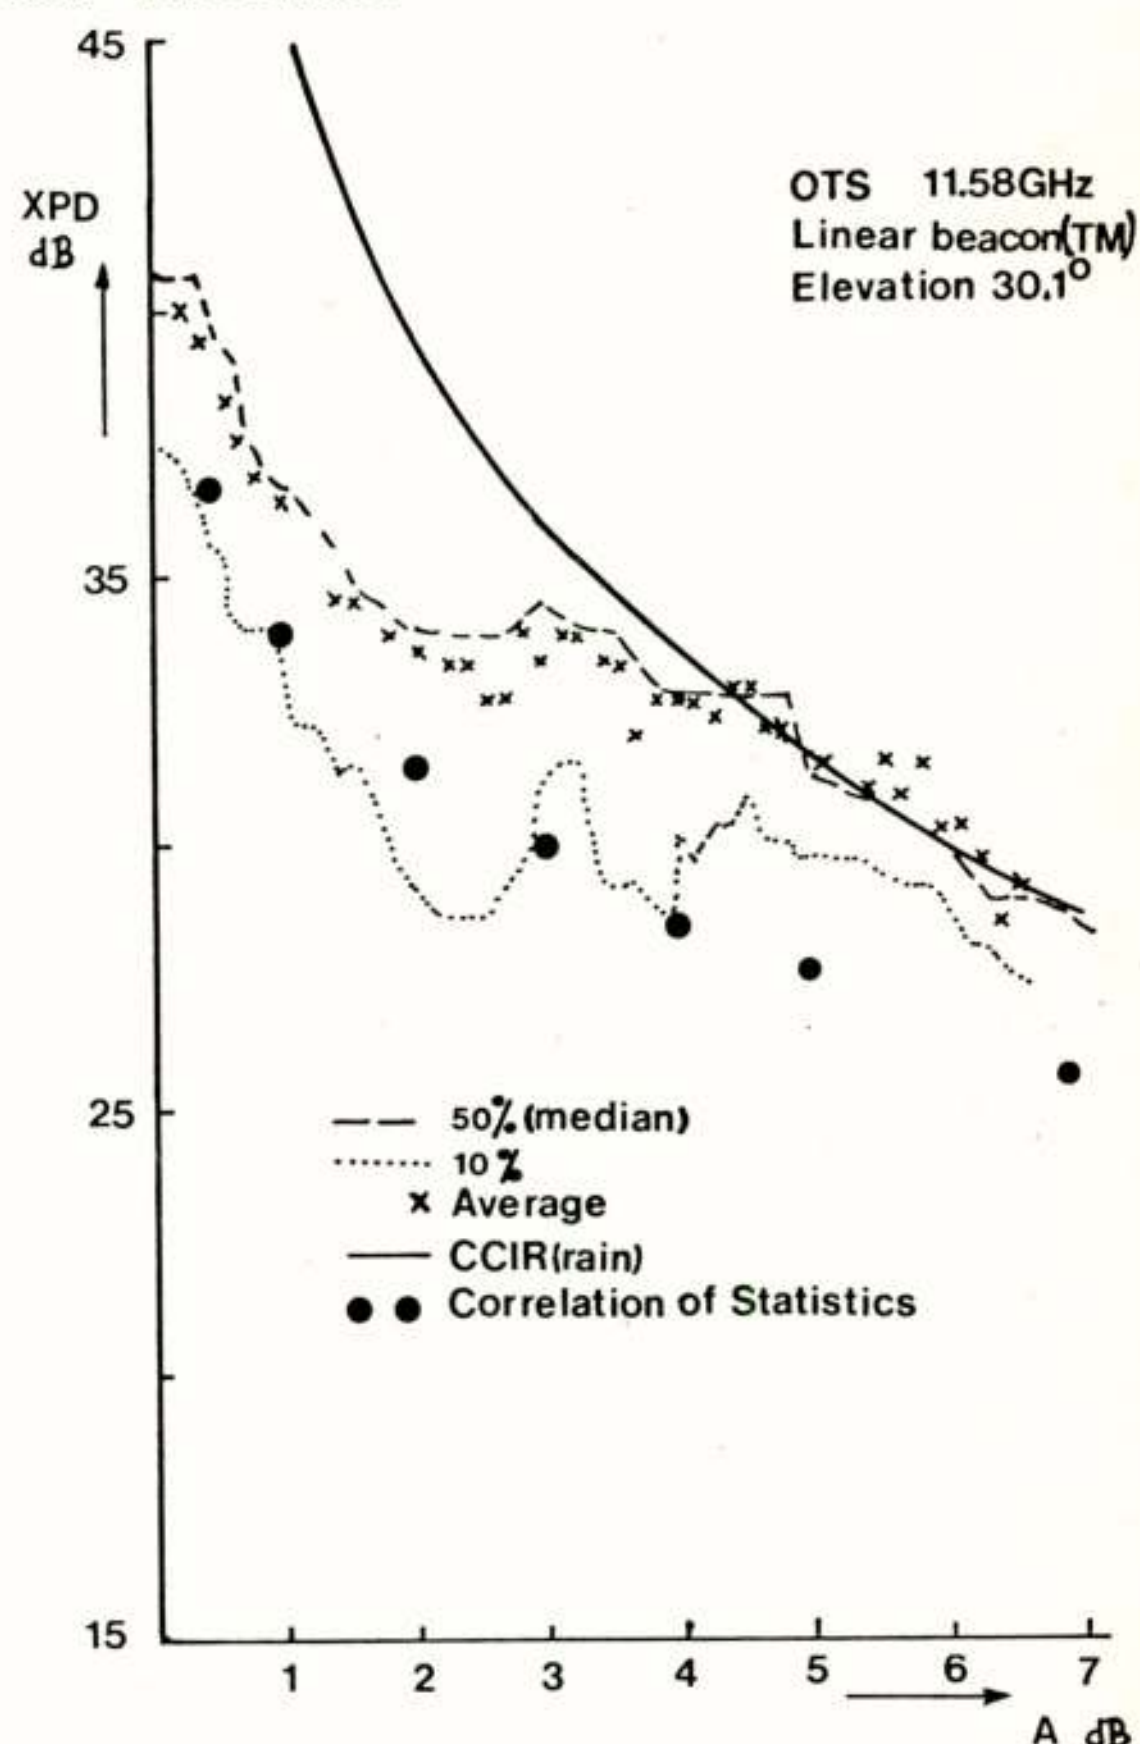 45
XPD
dB
OTS 11.58GHz
Linear beacon(TM)
Elevation 30.1°
35
25
50% (median)
10%
x Average
CCIR(rain)
Correlation of Statistics
15
1 2 3 4 5 6 7
A dB